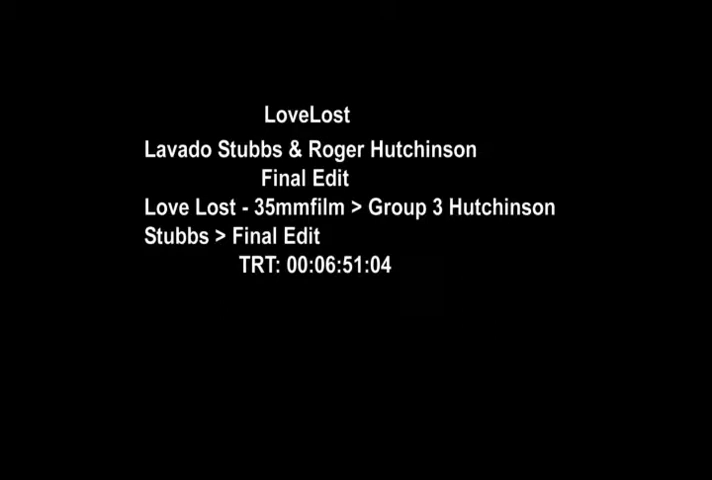 LoveLost
Lavado Stubbs & Roger Hutchinson
Final Edit
Love Lost - 35mmfilm > Group 3 Hutchinson
Stubbs > Final Edit
TRT: 00:06:51:04